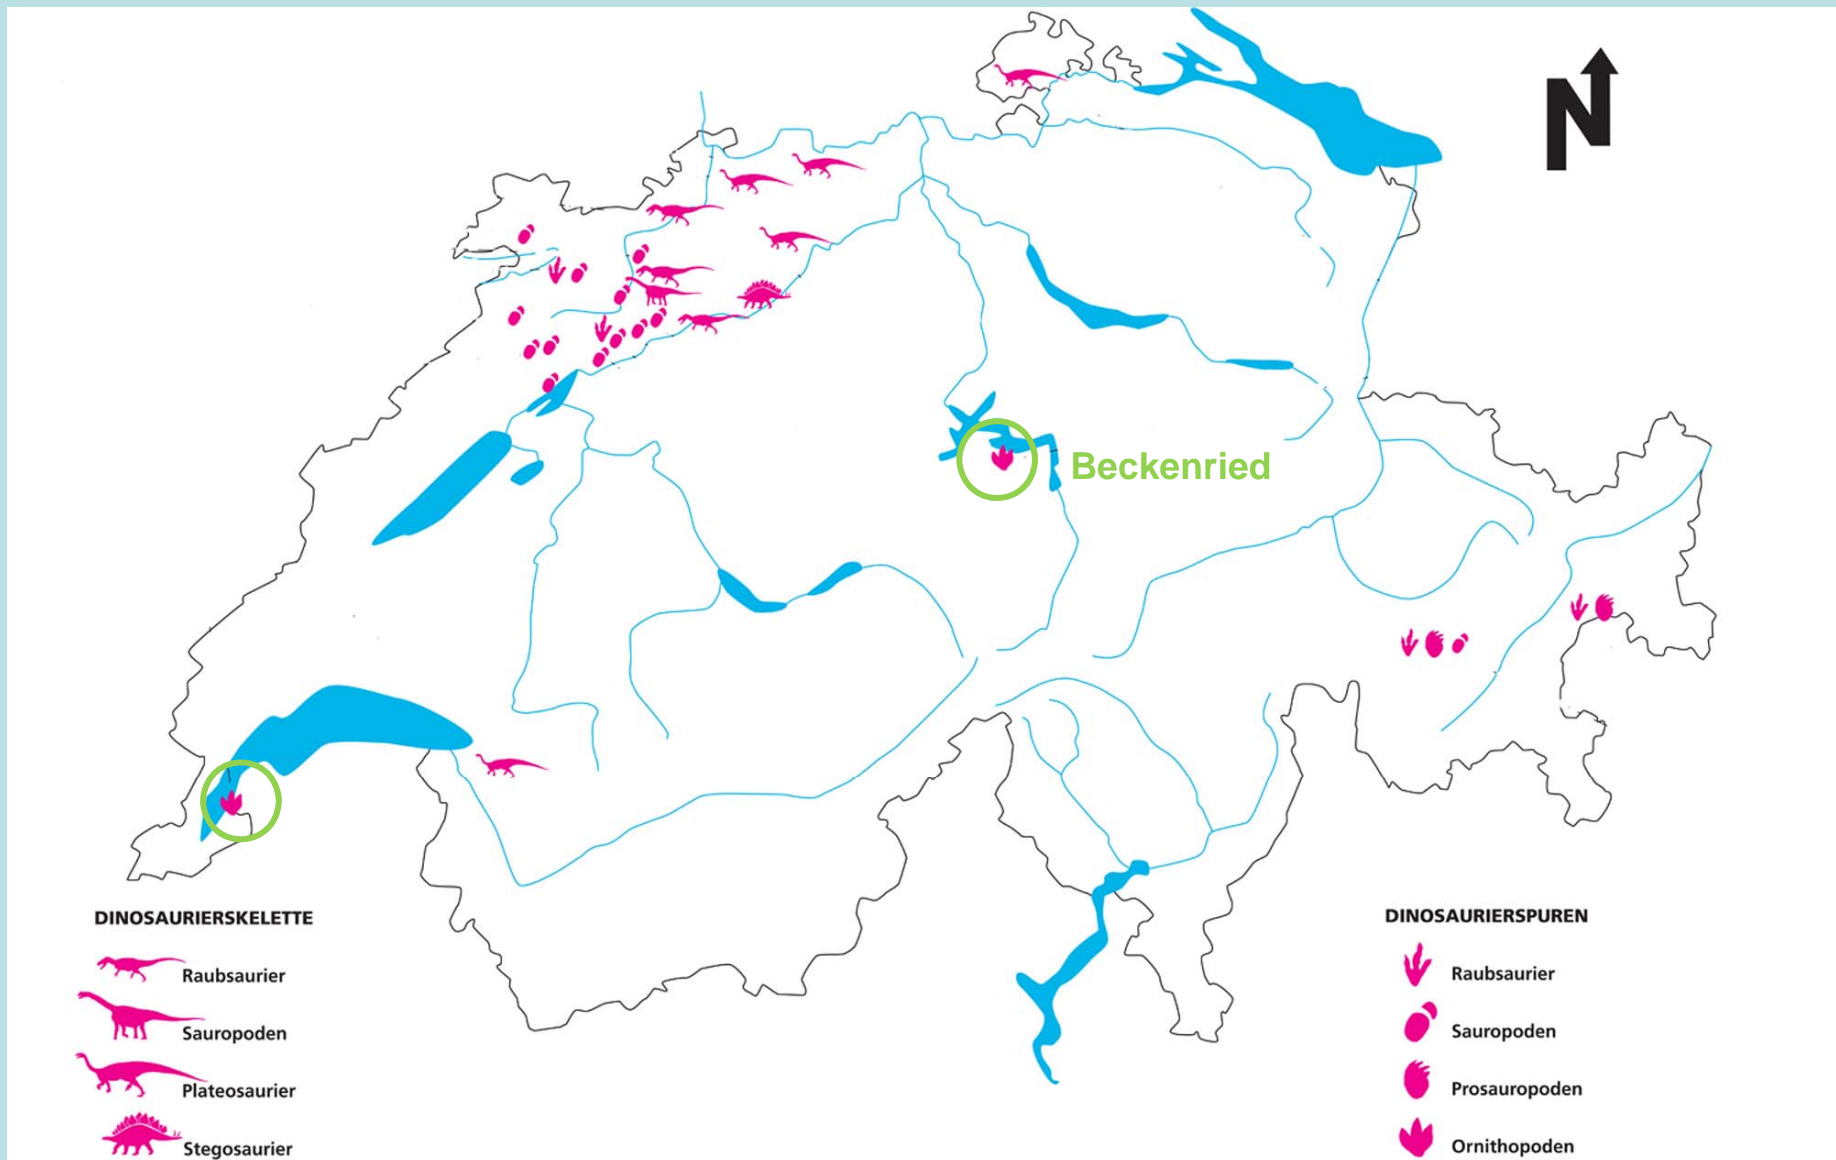 N
Beckenried
DINOSAURIERSKELETTE
Raubsaurier
Sauropoden
Plateosaurier
Stegosaurier
DINOSAURIERSPUREN
Raubsaurier
Sauropoden
Prosauropoden
Ornithopoden